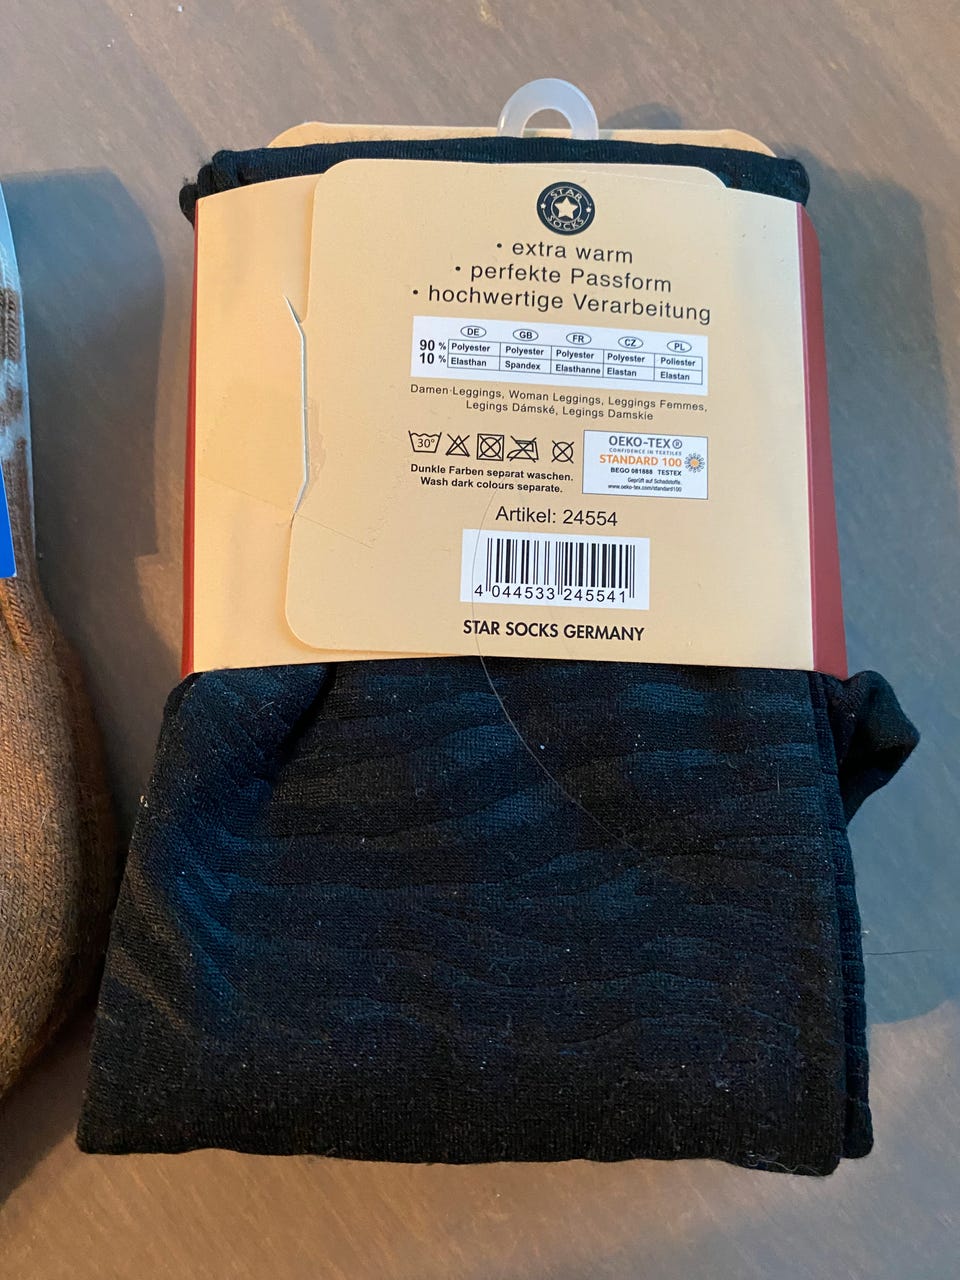 STAR
SOCKS
• extra warm
• perfekte Passform
• hochwertige Verarbeitung
DE GB FR CZ PL
90 % Polyester Polyester Polyester Polyester Poliester
10 % Elasthan Spandex Elasthanne Elastan Elastan
Damen-Leggings, Woman Leggings, Leggings Femmes,
Legings Dámské, Legings Damskie
30°
Dunkle Farben separat waschen.
Wash dark colours separate.
OEKO-TEX®
CONFIDENCE IN TEXTILES
STANDARD 100
BEGO 081888 TESTEX
Geprüft auf Schadstoffe.
www.oeko-tex.com/standard100
Artikel: 24554
4 044533 245541
STAR SOCKS GERMANY